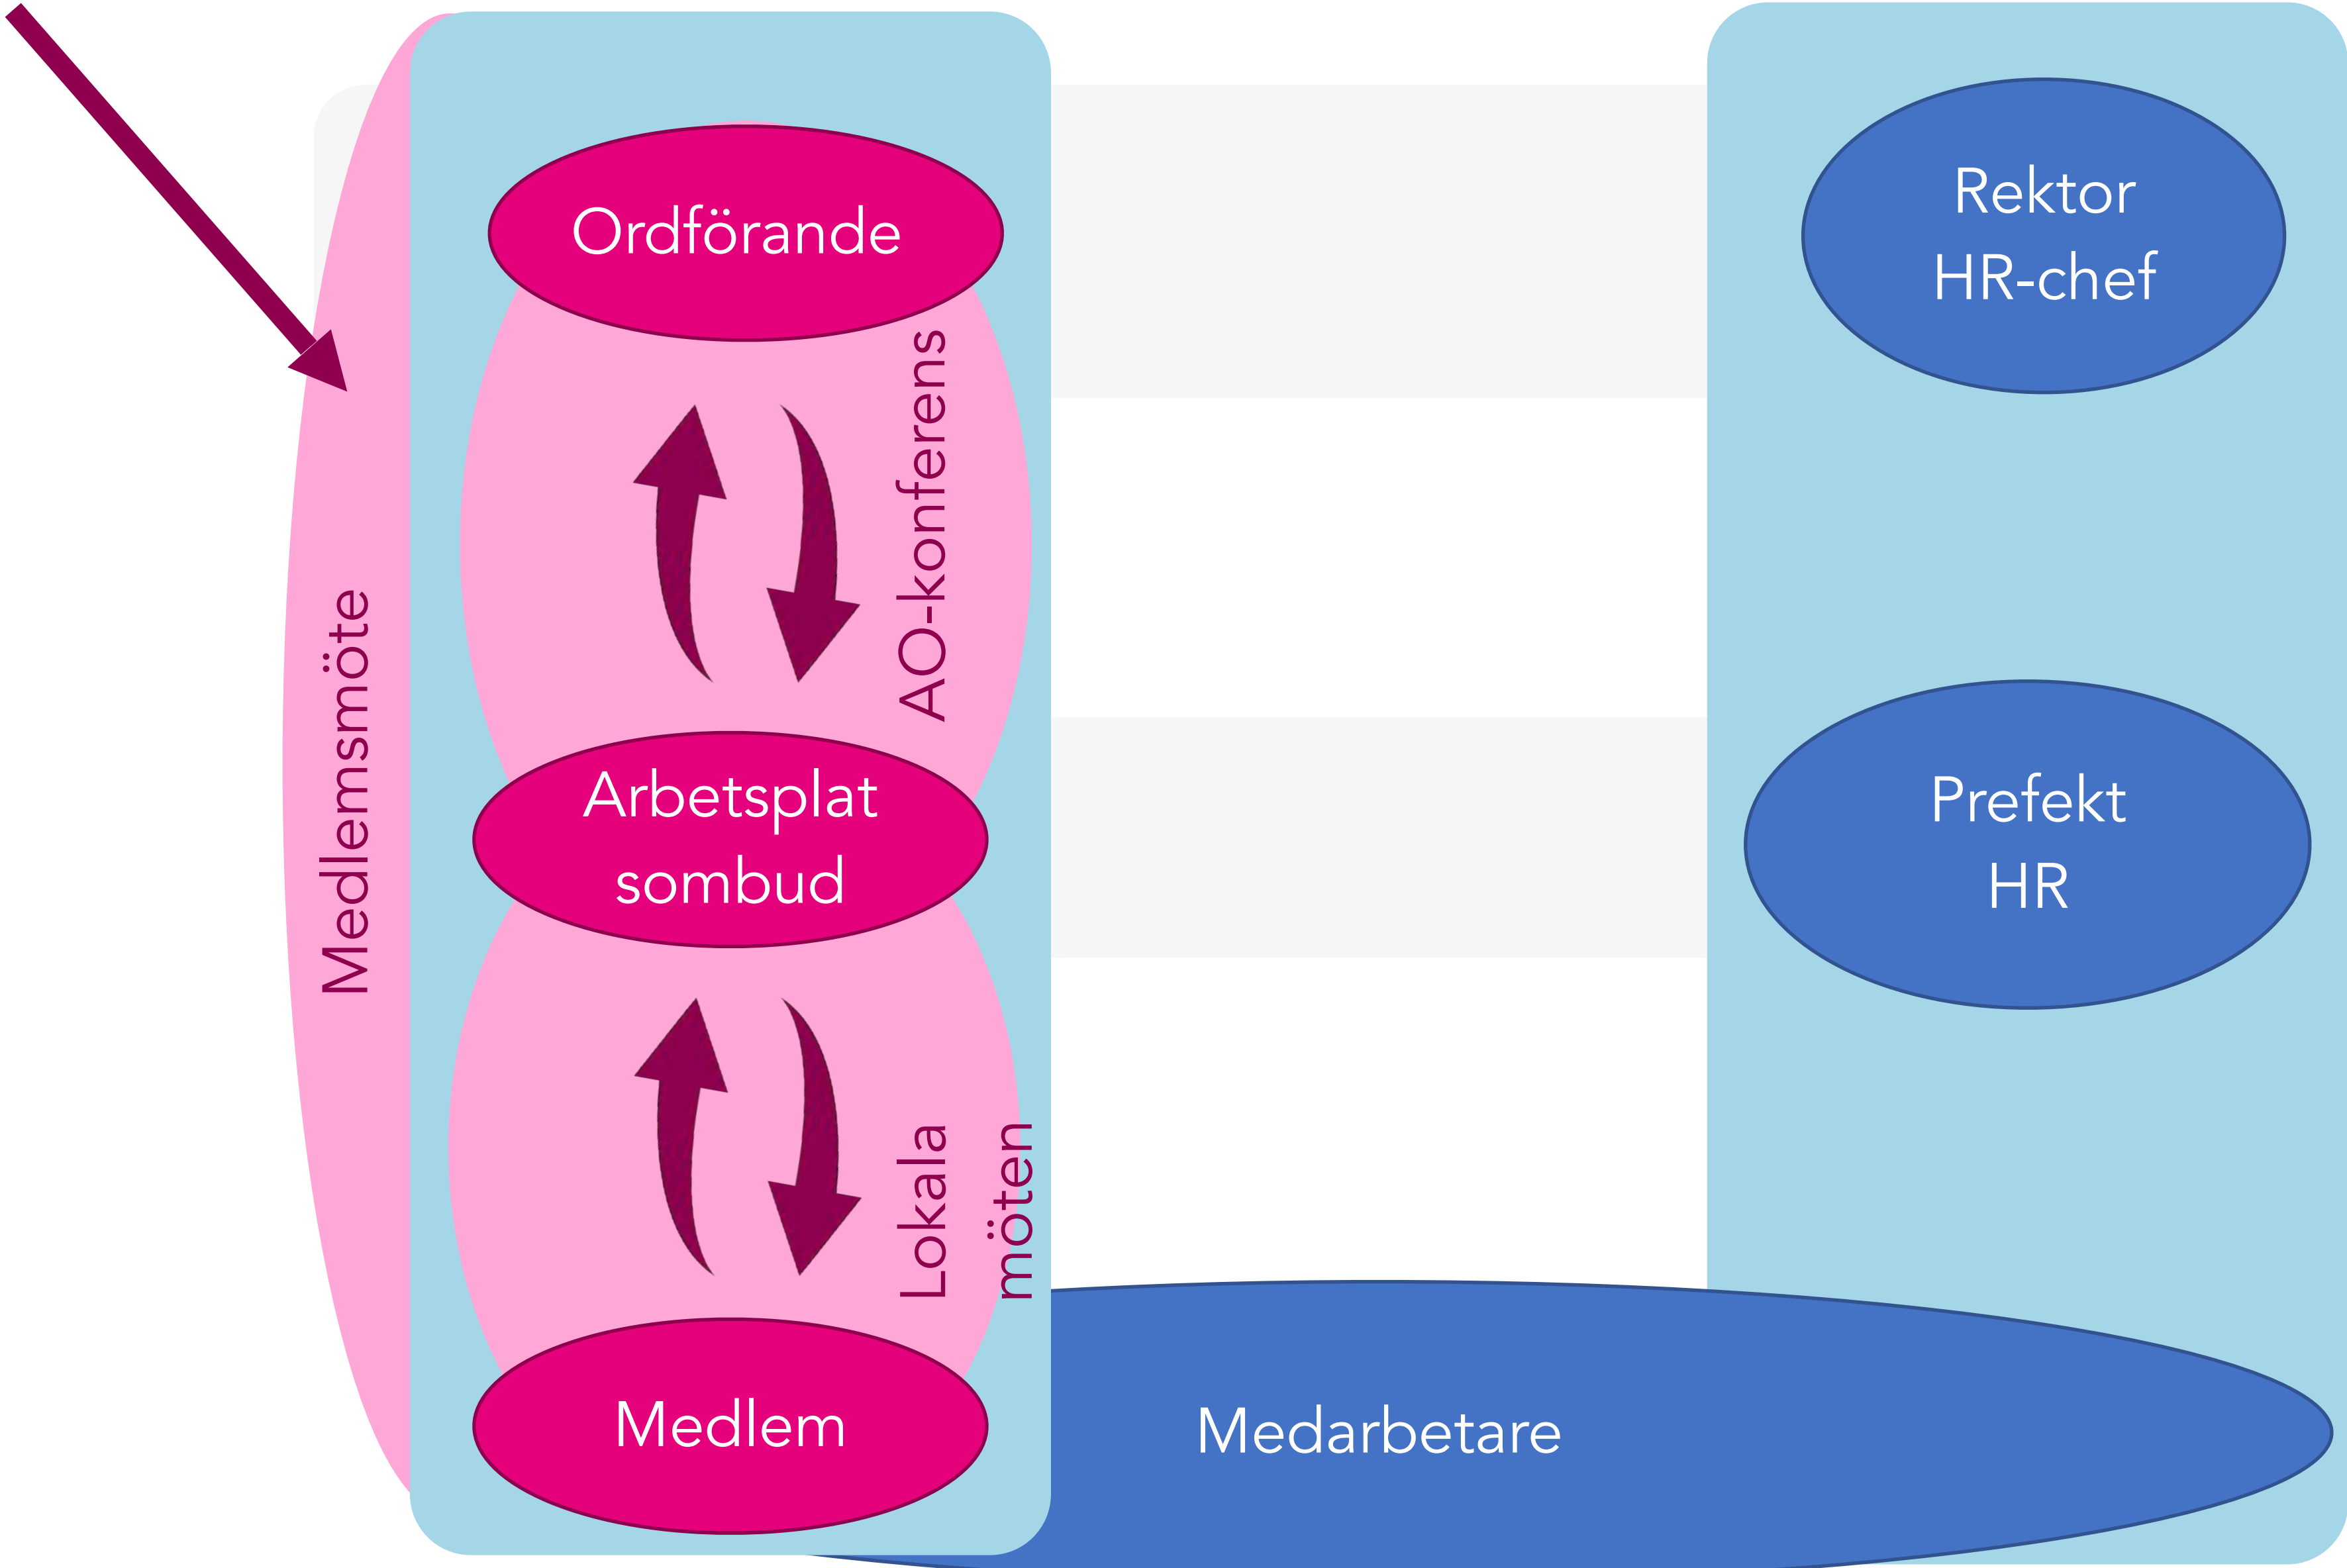 Ordförande
Rektor
HR-chef
AO-konferens
Medlemsmöte
Arbetsplat
sombud
Prefekt
HR
Lokala
möten
Medlem
Medarbetare